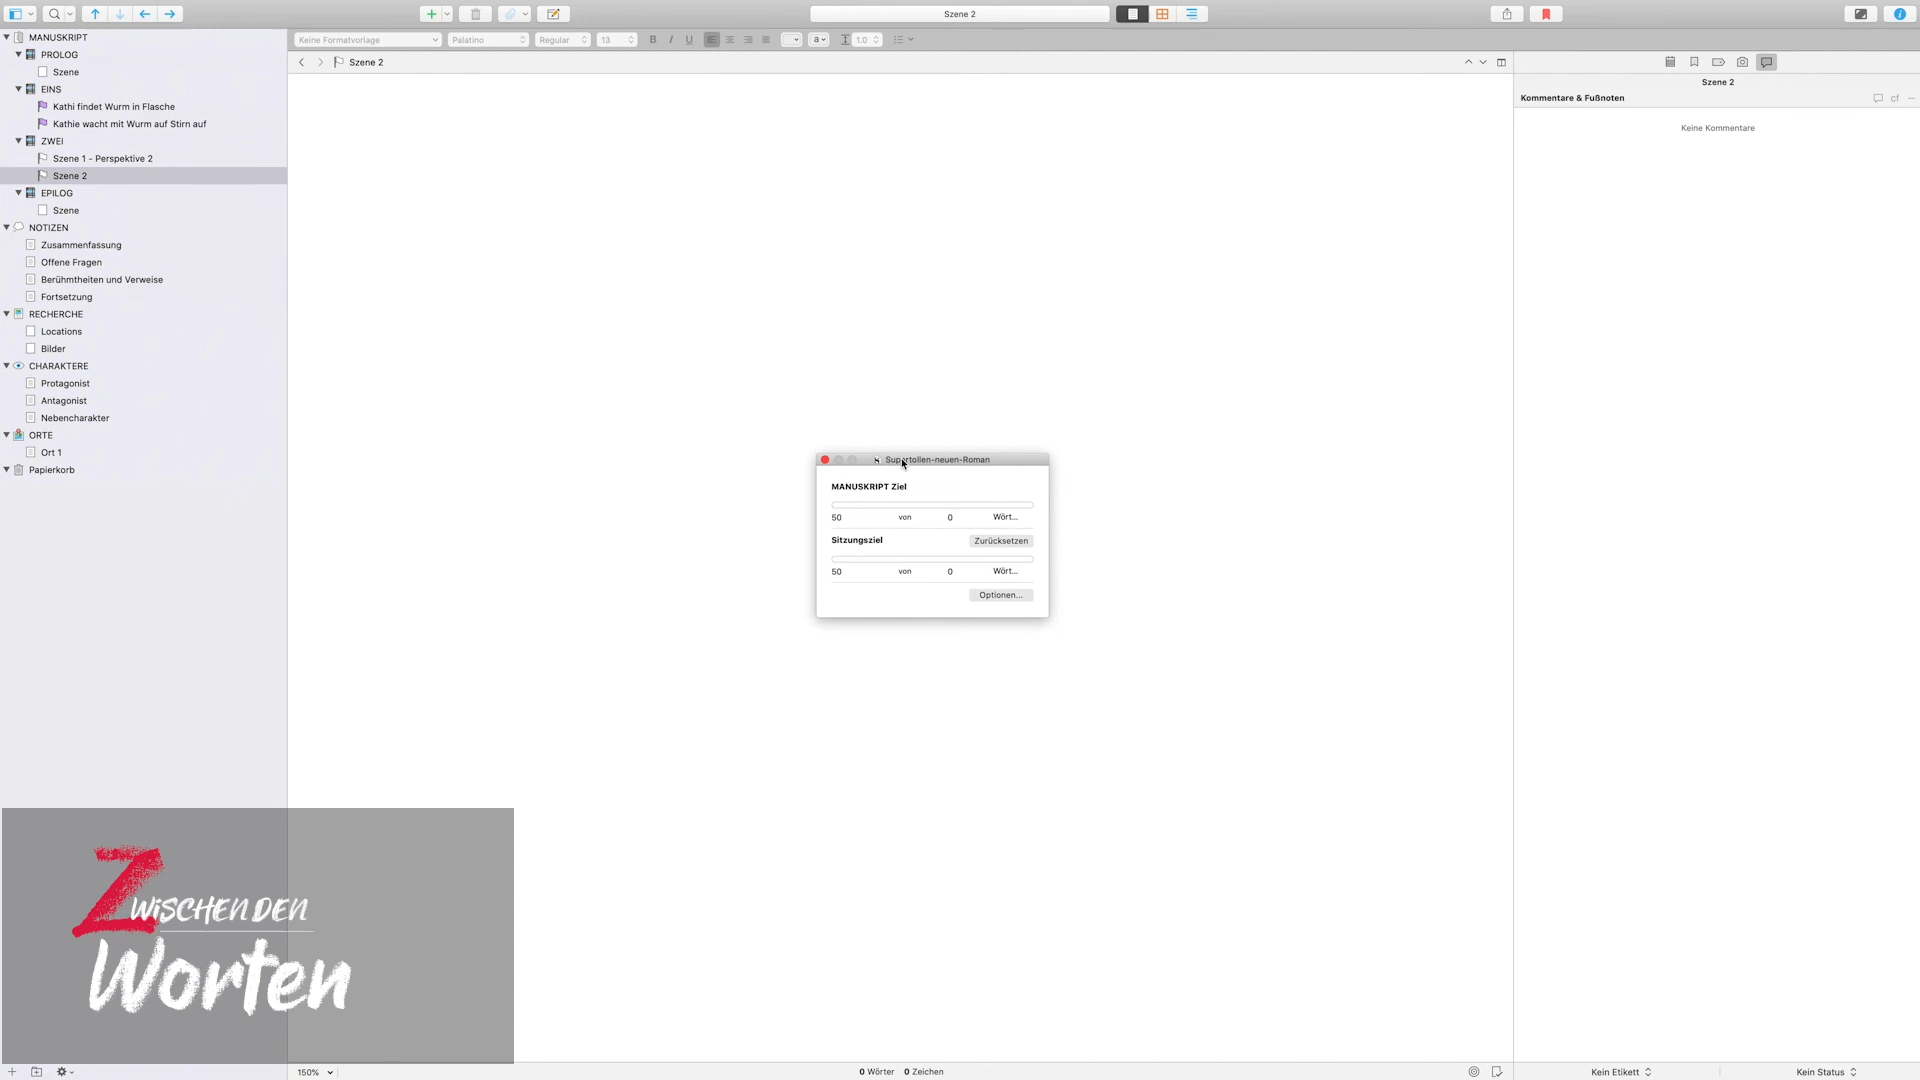 Szene 2
Keine Formatvorlage Palatino Regular 13 B I U a 1.0
Szene 2
MANUSKRIPT
PROLOG
Szene
EINS
Kathi findet Wurm in Flasche
Kathie wacht mit Wurm auf Stirn auf
ZWEI
Szene 1 - Perspektive 2
Szene 2
EPILOG
Szene
NOTIZEN
Zusammenfassung
Offene Fragen
Berühmtheiten und Verweise
Fortsetzung
RECHERCHE
Locations
Bilder
CHARAKTERE
Protagonist
Antagonist
Nebencharakter
ORTE
Ort 1
Papierkorb
Szene 2
Kommentare & Fußnoten cf
Keine Kommentare
MANUSKRIPT Ziel
50 von 0 Wört...
Sitzungsziel Zurücksetzen
50 von 0 Wört...
Optionen...
ZWISCHEN DEN
Worten
150% 0 Wörter 0 Zeichen Kein Etikett Kein Status